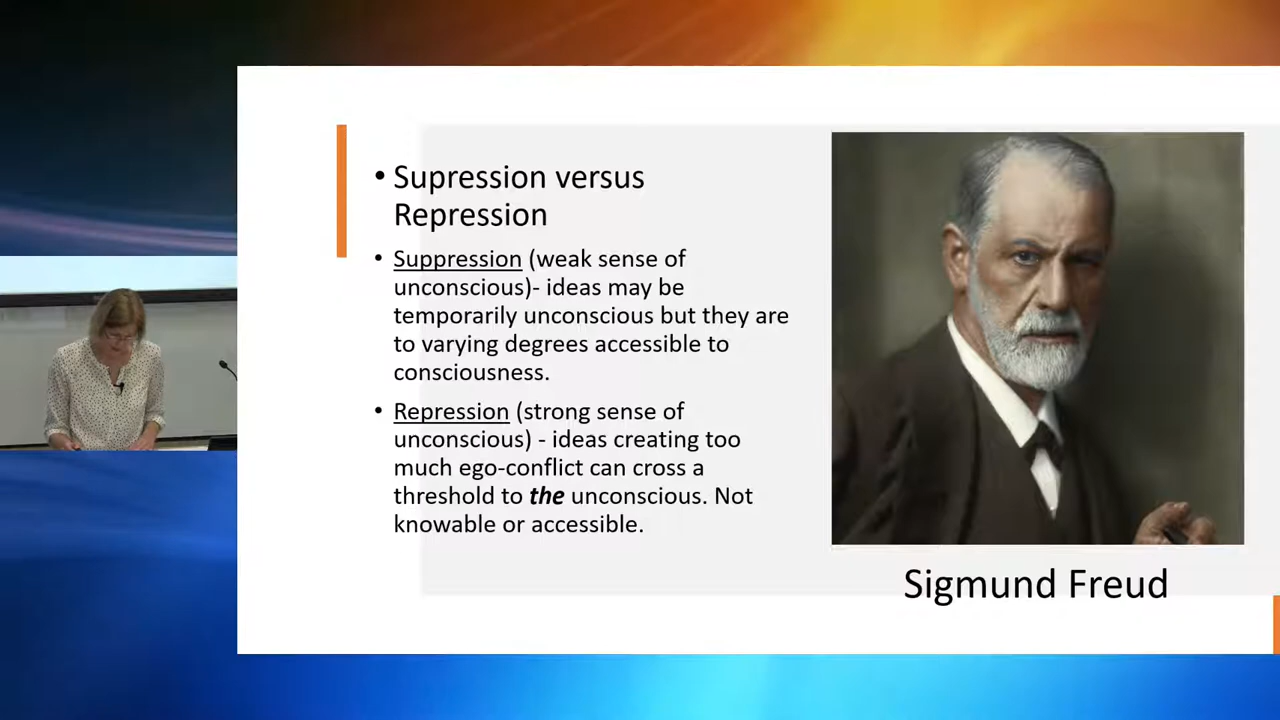 • Supression versus
Repression
• Suppression (weak sense of
unconscious)- ideas may be
temporarily unconscious but they are
to varying degrees accessible to
consciousness.
• Repression (strong sense of
unconscious) - ideas creating too
much ego-conflict can cross a
threshold to the unconscious. Not
knowable or accessible.
Sigmund Freud